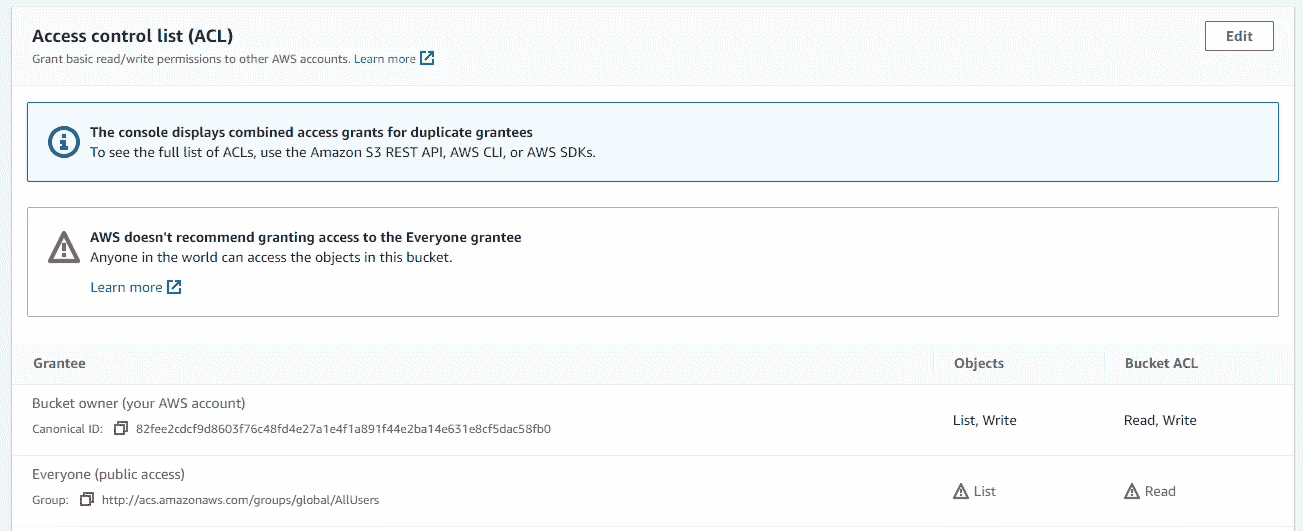 Access control list (ACL)
Edit
Grant basic read/write permissions to other AWS accounts. Learn more
The console displays combined access grants for duplicate grantees
To see the full list of ACLs, use the Amazon S3 REST API, AWS CLI, or AWS SDKs.
AWS doesn't recommend granting access to the Everyone grantee
Anyone in the world can access the objects in this bucket.
Learn more
Grantee Objects Bucket ACL
Bucket owner (your AWS account)
Canonical ID: 82fee2cdcf9d8603f76c48fd4e27a1e4f1a891f44e2ba14e631e8cf5dac58fb0
List, Write Read, Write
Everyone (public access)
Group: http://acs.amazonaws.com/groups/global/AllUsers
List Read